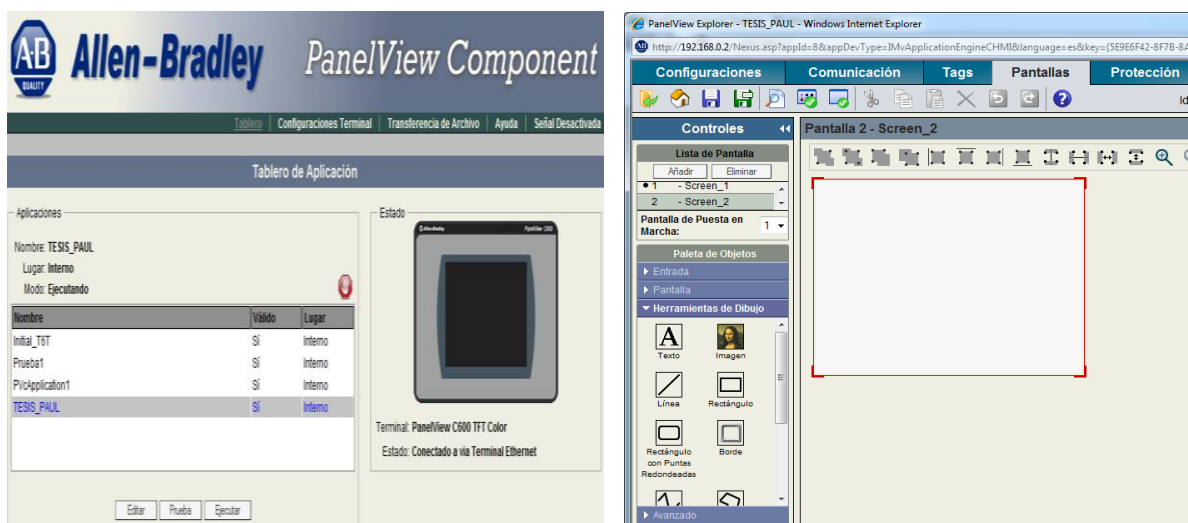 A·B
QUALITY
Allen-Bradley
PanelView Component
Tablero | Configuraciones Terminal | Transferencia de Archivo | Ayuda | Señal Desactivada
Tablero de Aplicación
Aplicaciones
Nombre: TESIS_PAUL
Lugar: Interno
Modo: Ejecutando
Nombre Válido Lugar
Initial_T6T Sí Interno
Prueba1 Sí Interno
PVcApplication1 Sí Interno
TESIS_PAUL Sí Interno
Editar Prueba Ejecutar
Estado
Allen-Bradley PanelView C600
Terminal: PanelView C600 TFT Color
Estado: Conectado a via Terminal Ethernet
PanelView Explorer - TESIS_PAUL - Windows Internet Explorer
http://192.168.0.2/Nexus.asp?appId=8&appDevType=IMvApplicationEngineCHMI&language=es&key={5E9E6F42-8F7B-8A
Configuraciones Comunicación Tags Pantallas Protección
Id
Controles
Pantalla 2 - Screen_2
Lista de Pantalla
Añadir Eliminar
1 - Screen_1
2 - Screen_2
Pantalla de Puesta en
Marcha: 1
Paleta de Objetos
Entrada
Pantalla
Herramientas de Dibujo
A
Texto Imagen
Línea Rectángulo
Rectángulo Borde
con Puntas
Redondeadas
Avanzado